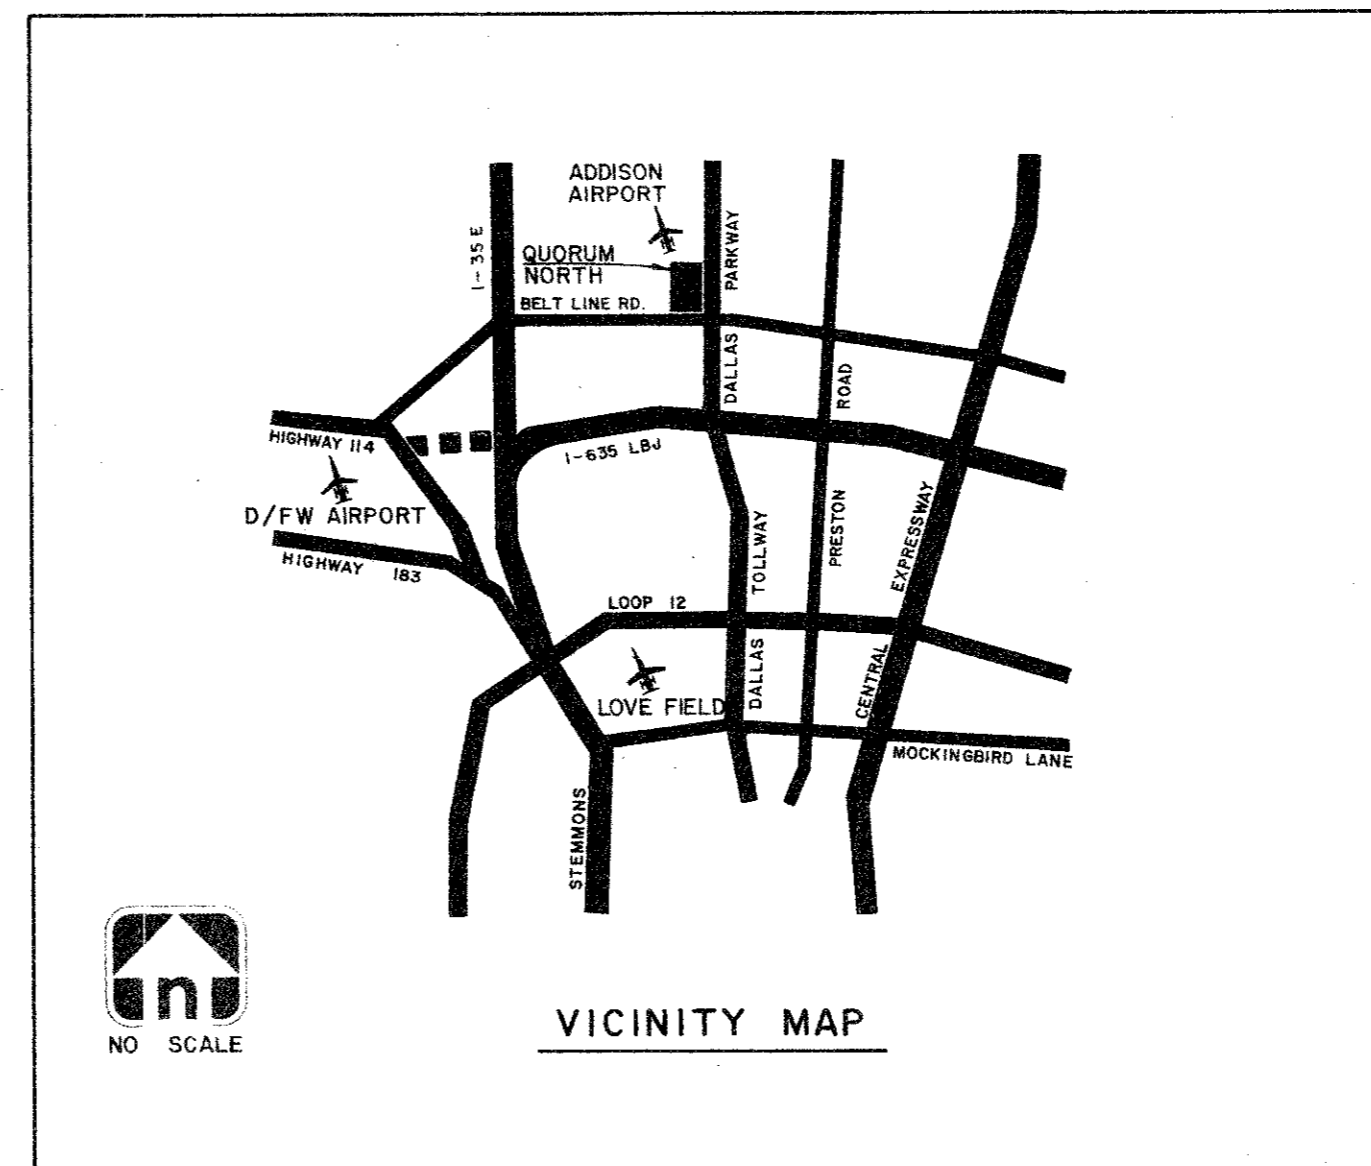 ADDISON
AIRPORT
I-35 E
QUORUM
NORTH
PARKWAY
BELT LINE RD.
DALLAS
ROAD
HIGHWAY 114
I-635 LBJ
D/FW AIRPORT
HIGHWAY 183
EXPRESSWAY
PRESTON
TOLLWAY
LOOP 12
DALLAS
CENTRAL
LOVE FIELD
MOCKINGBIRD LANE
STEMMONS
n
NO SCALE
VICINITY MAP